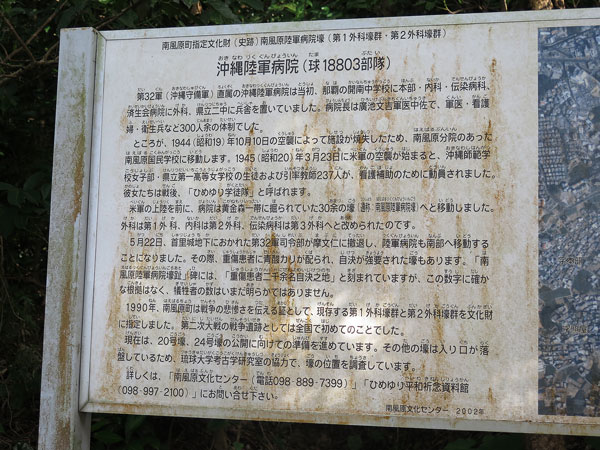 南風原町指定文化財（史跡）南風原陸軍病院壕（第1外科壕群・第2外科壕群）
沖縄陸軍病院（球18803部隊）
第32軍（沖縄守備軍）直属の沖縄陸軍病院は当初、那覇の開南中学校に本部・内科・伝染病科、
済生会病院に外科、県立二中に兵舎を置いていました。病院長は廣池文吉軍医中佐で、軍医・看護
婦・衛生兵など300人余の体制でした。
ところが、1944（昭和19）年10月10日の空襲によって施設が焼失したため、南風原分院のあった
南風原国民学校に移動します。1945（昭和20）年3月23日に米軍の空襲が始まると、沖縄師範学
校女子部・県立第一高等女学校の生徒および引率教師237人が、看護補助のために動員されました。
彼女たちは戦後、「ひめゆり学徒隊」と呼ばれます。
米軍の上陸を前に、病院は黄金森一帯に掘られていた30余の壕（通称：南風原陸軍病院壕）へと移動しました。
外科は第1外科、内科は第2外科、伝染病科は第3外科へと改められたのです。
5月22日、首里城地下におかれた第32軍司令部が摩文仁に撤退し、陸軍病院も南部へ移動する
ことになりました。その際、重傷患者に青酸カリが配られ、自決が強要された壕もあります。「南
風原陸軍病院壕趾」碑には、「重傷患者二千余名自決之地」と刻まれていますが、この数字に確か
な根拠はなく、犠牲者の数はいまだ明らかではありません。
1990年、南風原町は戦争の悲惨さを伝える証として、現存する第1外科壕群と第2外科壕群を文化財
に指定しました。第二次大戦の戦争遺跡としては全国で初めてのことでした。
現在は、20号壕、24号壕の公開に向けての準備を進めています。その他の壕は入り口が落
盤しているため、琉球大学考古学研究室の協力で、壕の位置を調査しています。
詳しくは、「南風原文化センター（電話098-889-7399）」「ひめゆり平和祈念資料館
（098-997-2100）」にお問い合せ下さい。
南風原文化センター 2002年